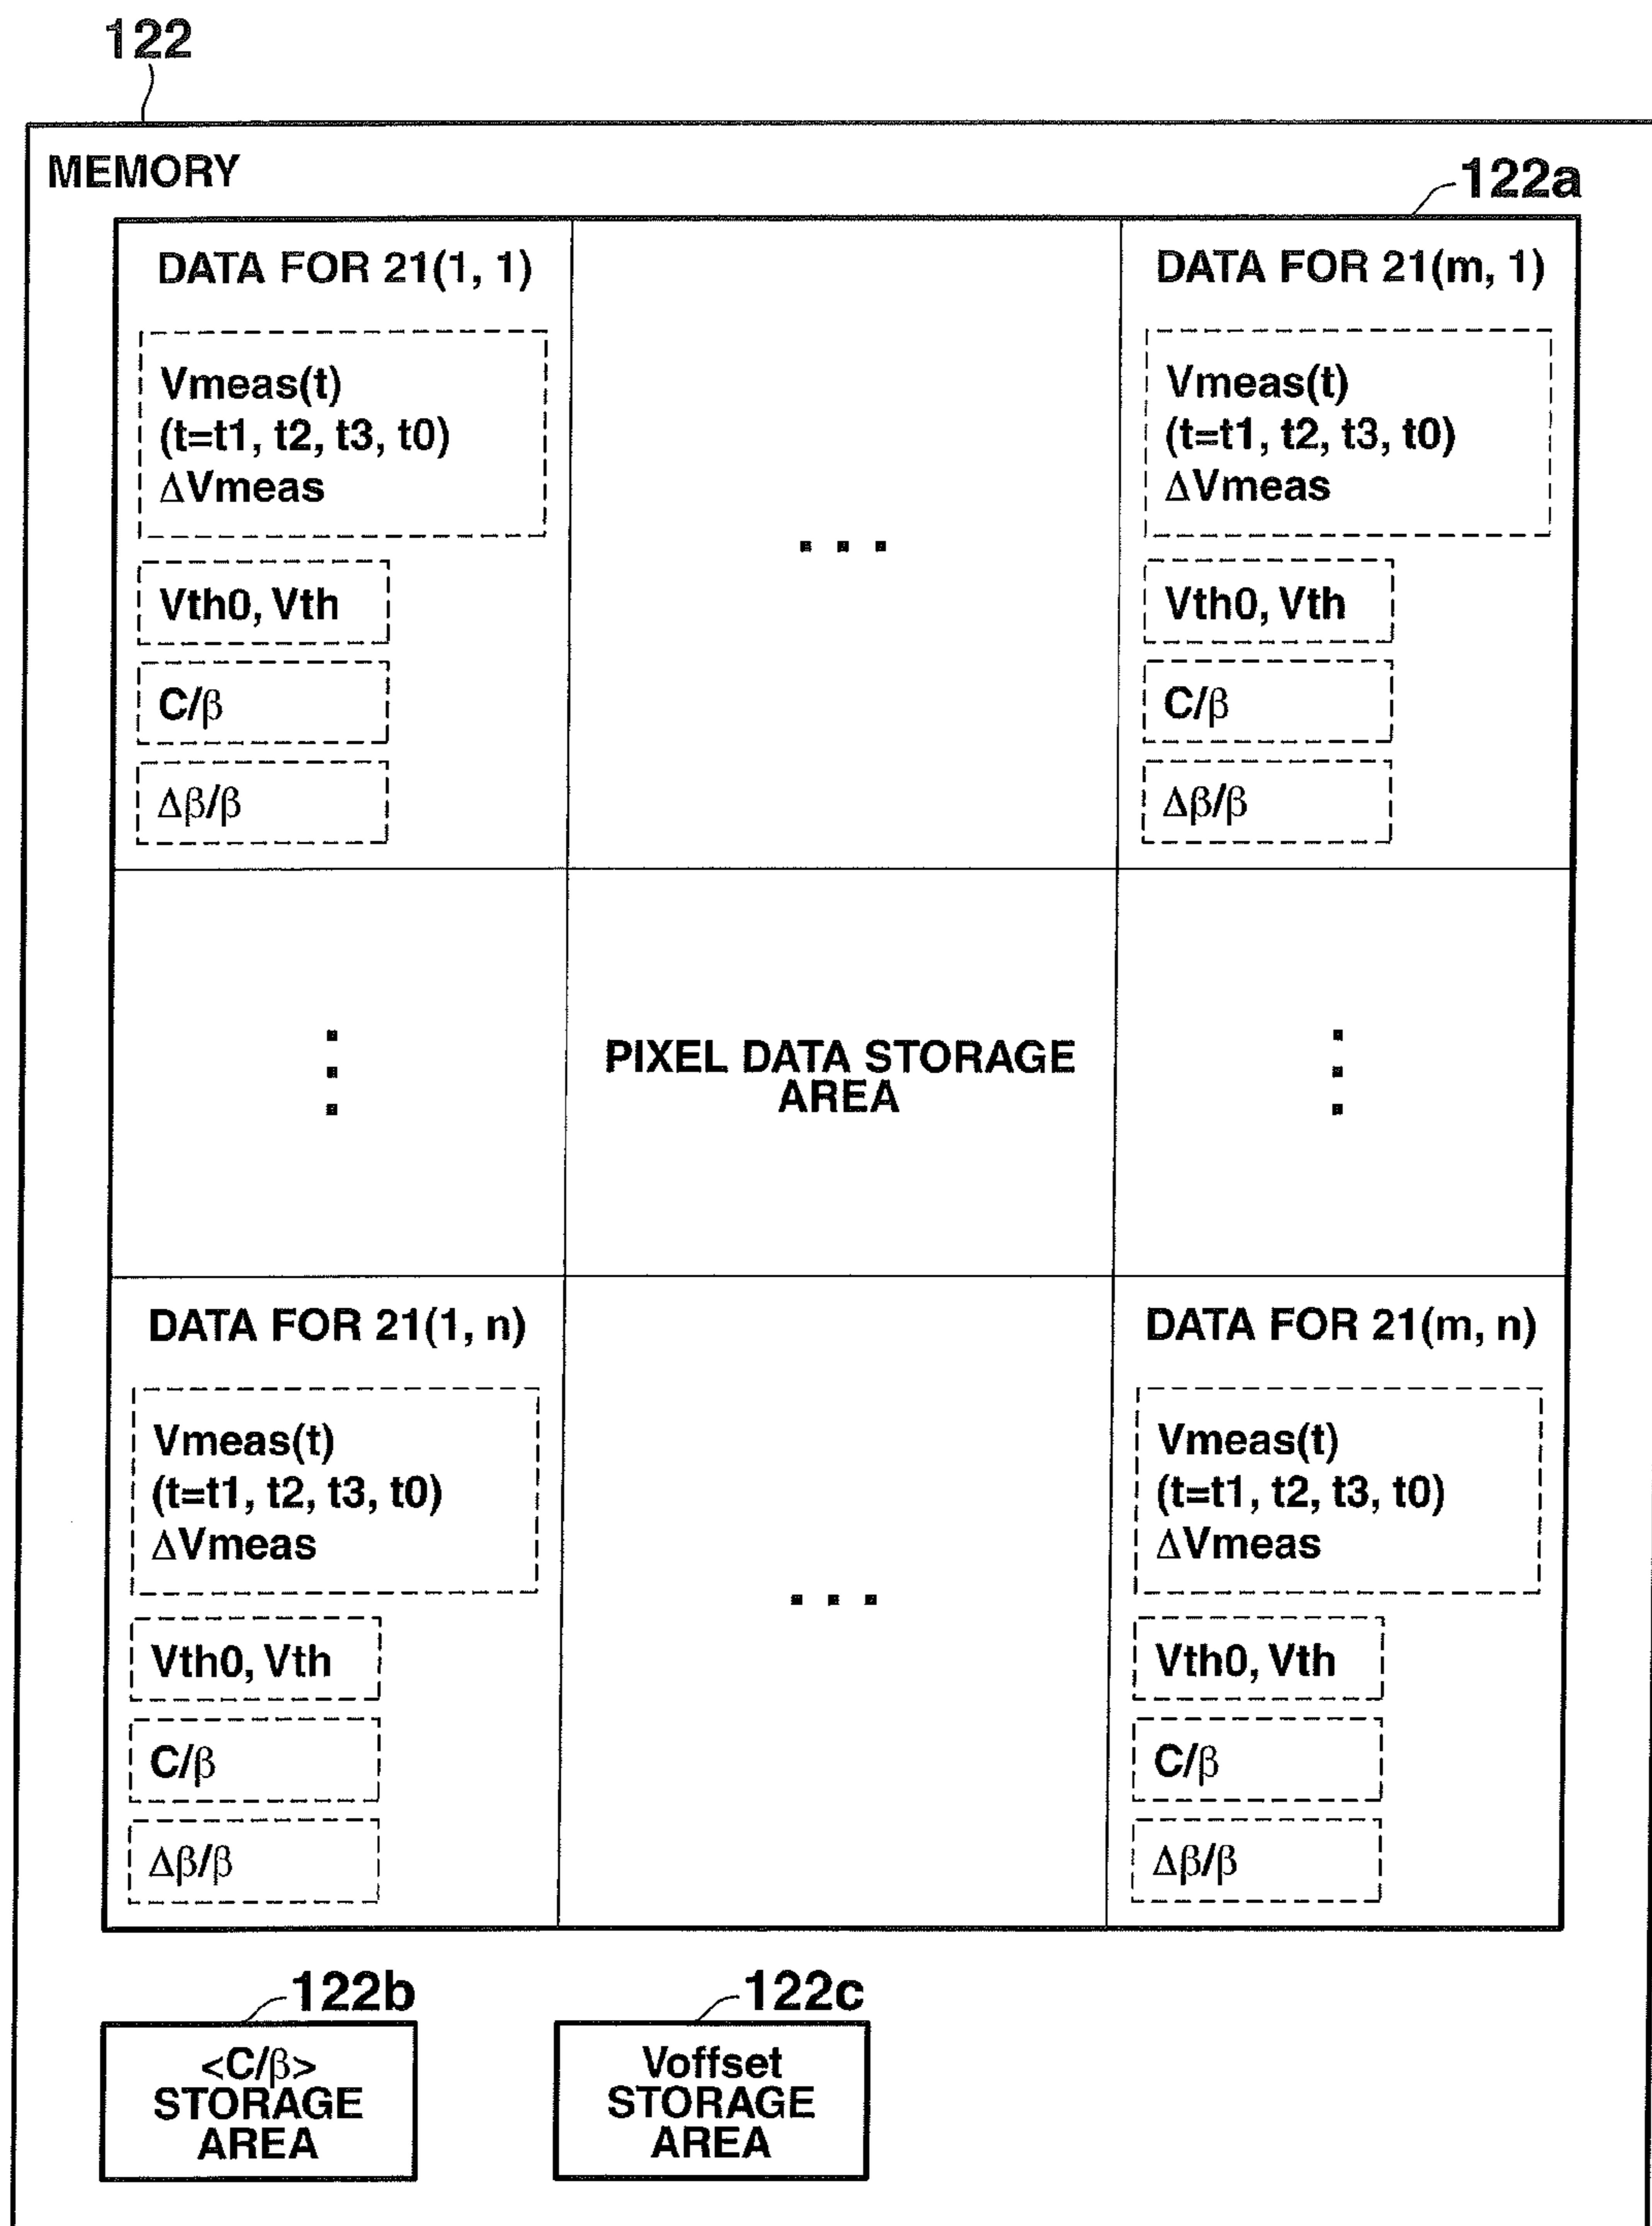 122
MEMORY
122a
DATA FOR 21(1, 1)
Vmeas(t)
(t=t1, t2, t3, t0)
ΔVmeas
Vth0, Vth
C/β
Δβ/β
. . .
DATA FOR 21(m, 1)
Vmeas(t)
(t=t1, t2, t3, t0)
ΔVmeas
Vth0, Vth
C/β
Δβ/β
PIXEL DATA STORAGE
AREA
DATA FOR 21(1, n)
Vmeas(t)
(t=t1, t2, t3, t0)
ΔVmeas
Vth0, Vth
C/β
Δβ/β
. . .
DATA FOR 21(m, n)
Vmeas(t)
(t=t1, t2, t3, t0)
ΔVmeas
Vth0, Vth
C/β
Δβ/β
122b
<C/β>
STORAGE
AREA
122c
Voffset
STORAGE
AREA